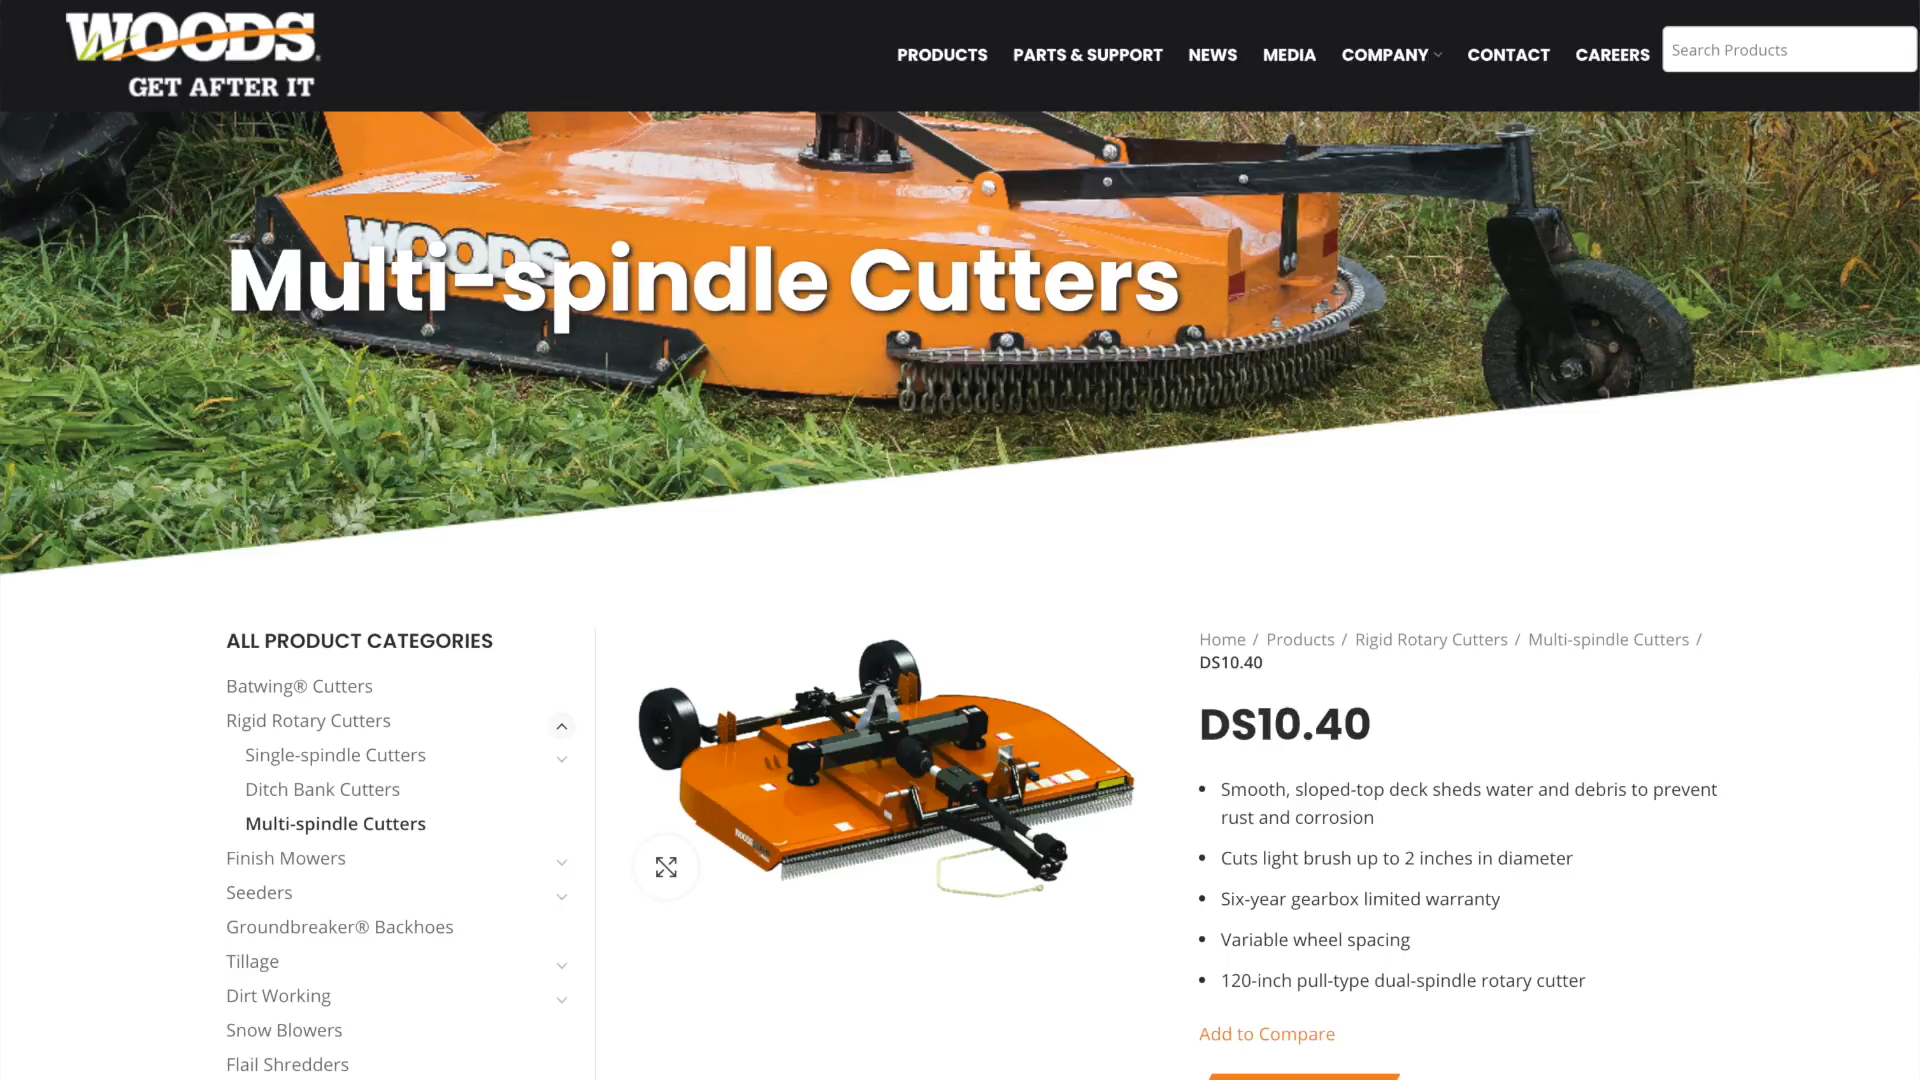 WOODS
GET AFTER IT
PRODUCTS
PARTS & SUPPORT
NEWS
MEDIA
COMPANY
CONTACT
CAREERS
Search Products
WOODS
Multi-spindle Cutters
ALL PRODUCT CATEGORIES
Batwing® Cutters
Rigid Rotary Cutters
Single-spindle Cutters
Ditch Bank Cutters
Multi-spindle Cutters
Finish Mowers
Seeders
Groundbreaker® Backhoes
Tillage
Dirt Working
Snow Blowers
Flail Shredders
WOODS
Home / Products / Rigid Rotary Cutters / Multi-spindle Cutters /
DS10.40
DS10.40
Smooth, sloped-top deck sheds water and debris to prevent
rust and corrosion
Cuts light brush up to 2 inches in diameter
Six-year gearbox limited warranty
Variable wheel spacing
120-inch pull-type dual-spindle rotary cutter
Add to Compare